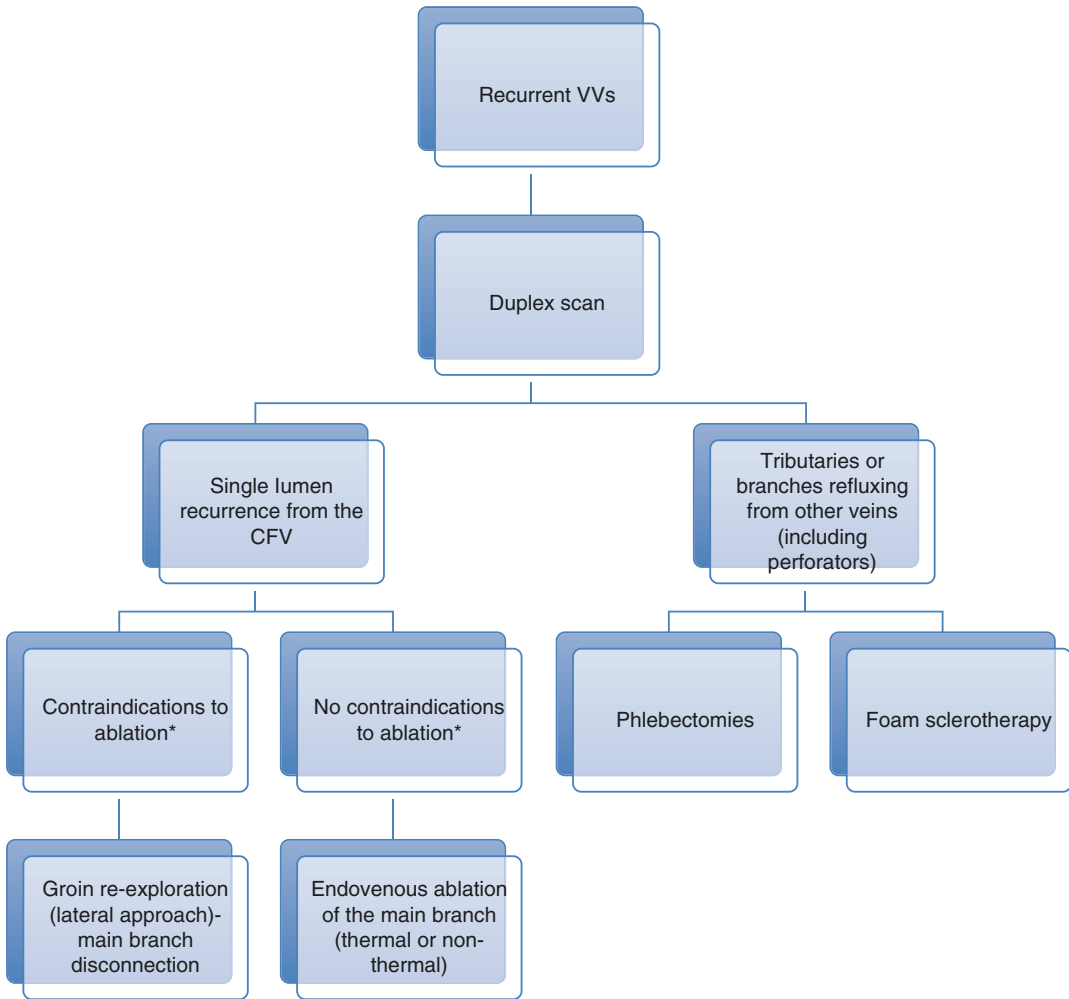 Recurrent VVs
Duplex scan
Single lumen
recurrence from the
CFV
Tributaries or
branches refluxing
from other veins
(including
perforators)
Contraindications to
ablation*
No contraindications
to ablation*
Phlebectomies
Foam sclerotherapy
Groin re-exploration
(lateral approach)-
main branch
disconnection
Endovenous ablation
of the main branch
(thermal or non-
thermal)